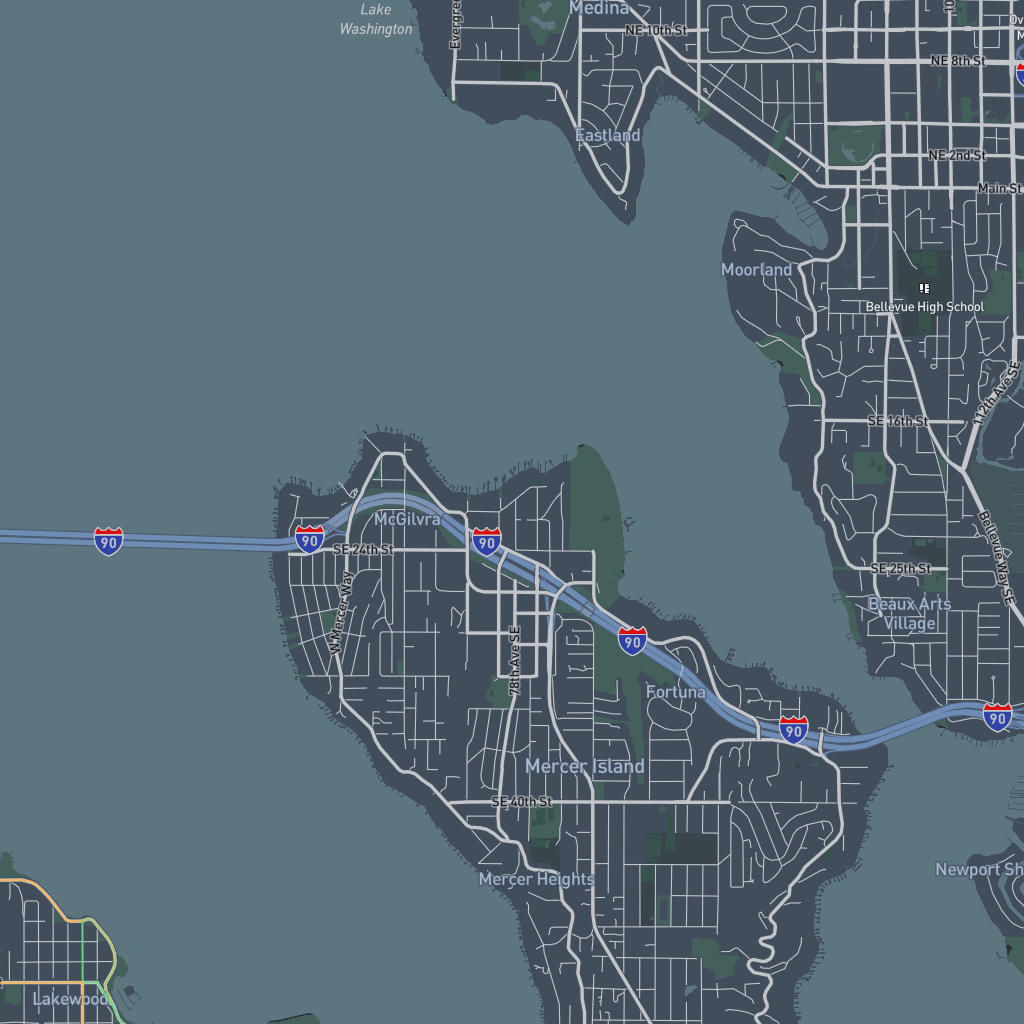 Lake
Washington
Evergre
Medina
NE 10th St
10
Ov
M
NE 8th St
Eastland
NE 2nd St
Main St
Moorland
Bellevue High School
112th Ave SE
SE 16th St
McGilvra
90
90
90
SE 24th St
Bellevue Way SE
SE 25th St
Beaux Arts
Village
N Mercer Way
78th Ave SE
90
Fortuna
90
90
Mercer Island
SE 40th St
Mercer Heights
Newport Sh
Lakewood